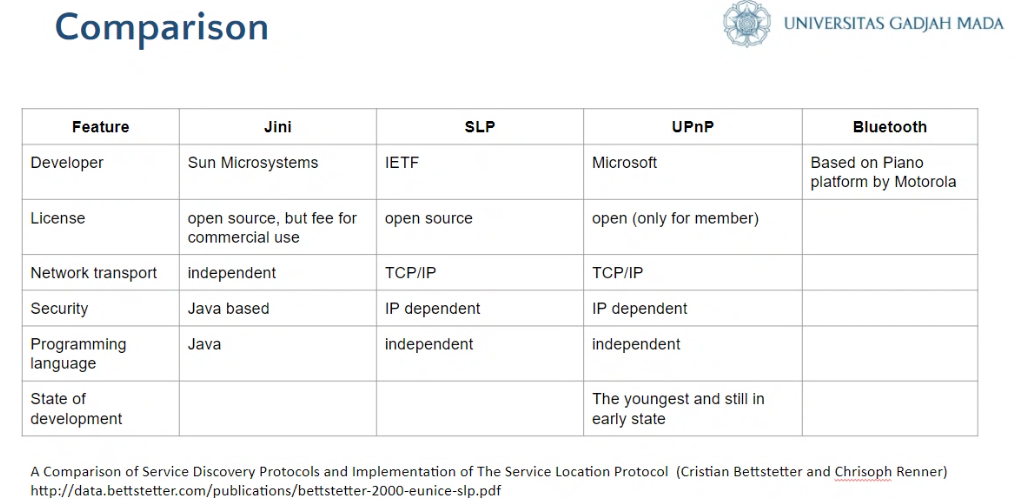 Comparison
UNIVERSITAS GADJAH MADA
Feature Jini SLP UPnP Bluetooth
Developer Sun Microsystems IETF Microsoft Based on Piano
platform by Motorola
License open source, but fee for open source open (only for member)
commercial use
Network transport independent TCP/IP TCP/IP
Security Java based IP dependent IP dependent
Programming Java independent independent
language
State of The youngest and still in
development early state
A Comparison of Service Discovery Protocols and Implementation of The Service Location Protocol (Cristian Bettstetter and Chrisoph Renner)
http://data.bettstetter.com/publications/bettstetter-2000-eunice-slp.pdf